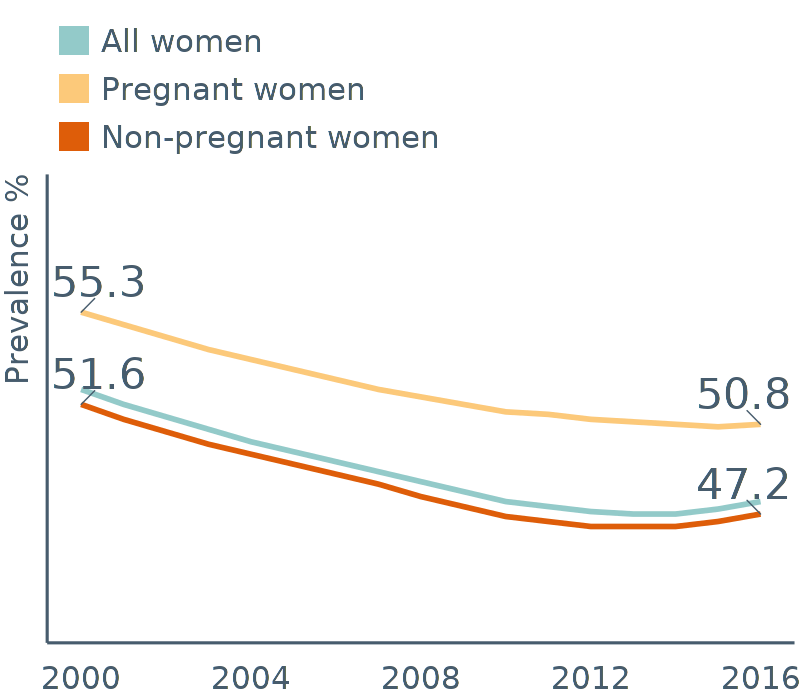 All women
Pregnant women
Non-pregnant women
Prevalence %
55.3
51.6
50.8
47.2
2000 2004 2008 2012 2016